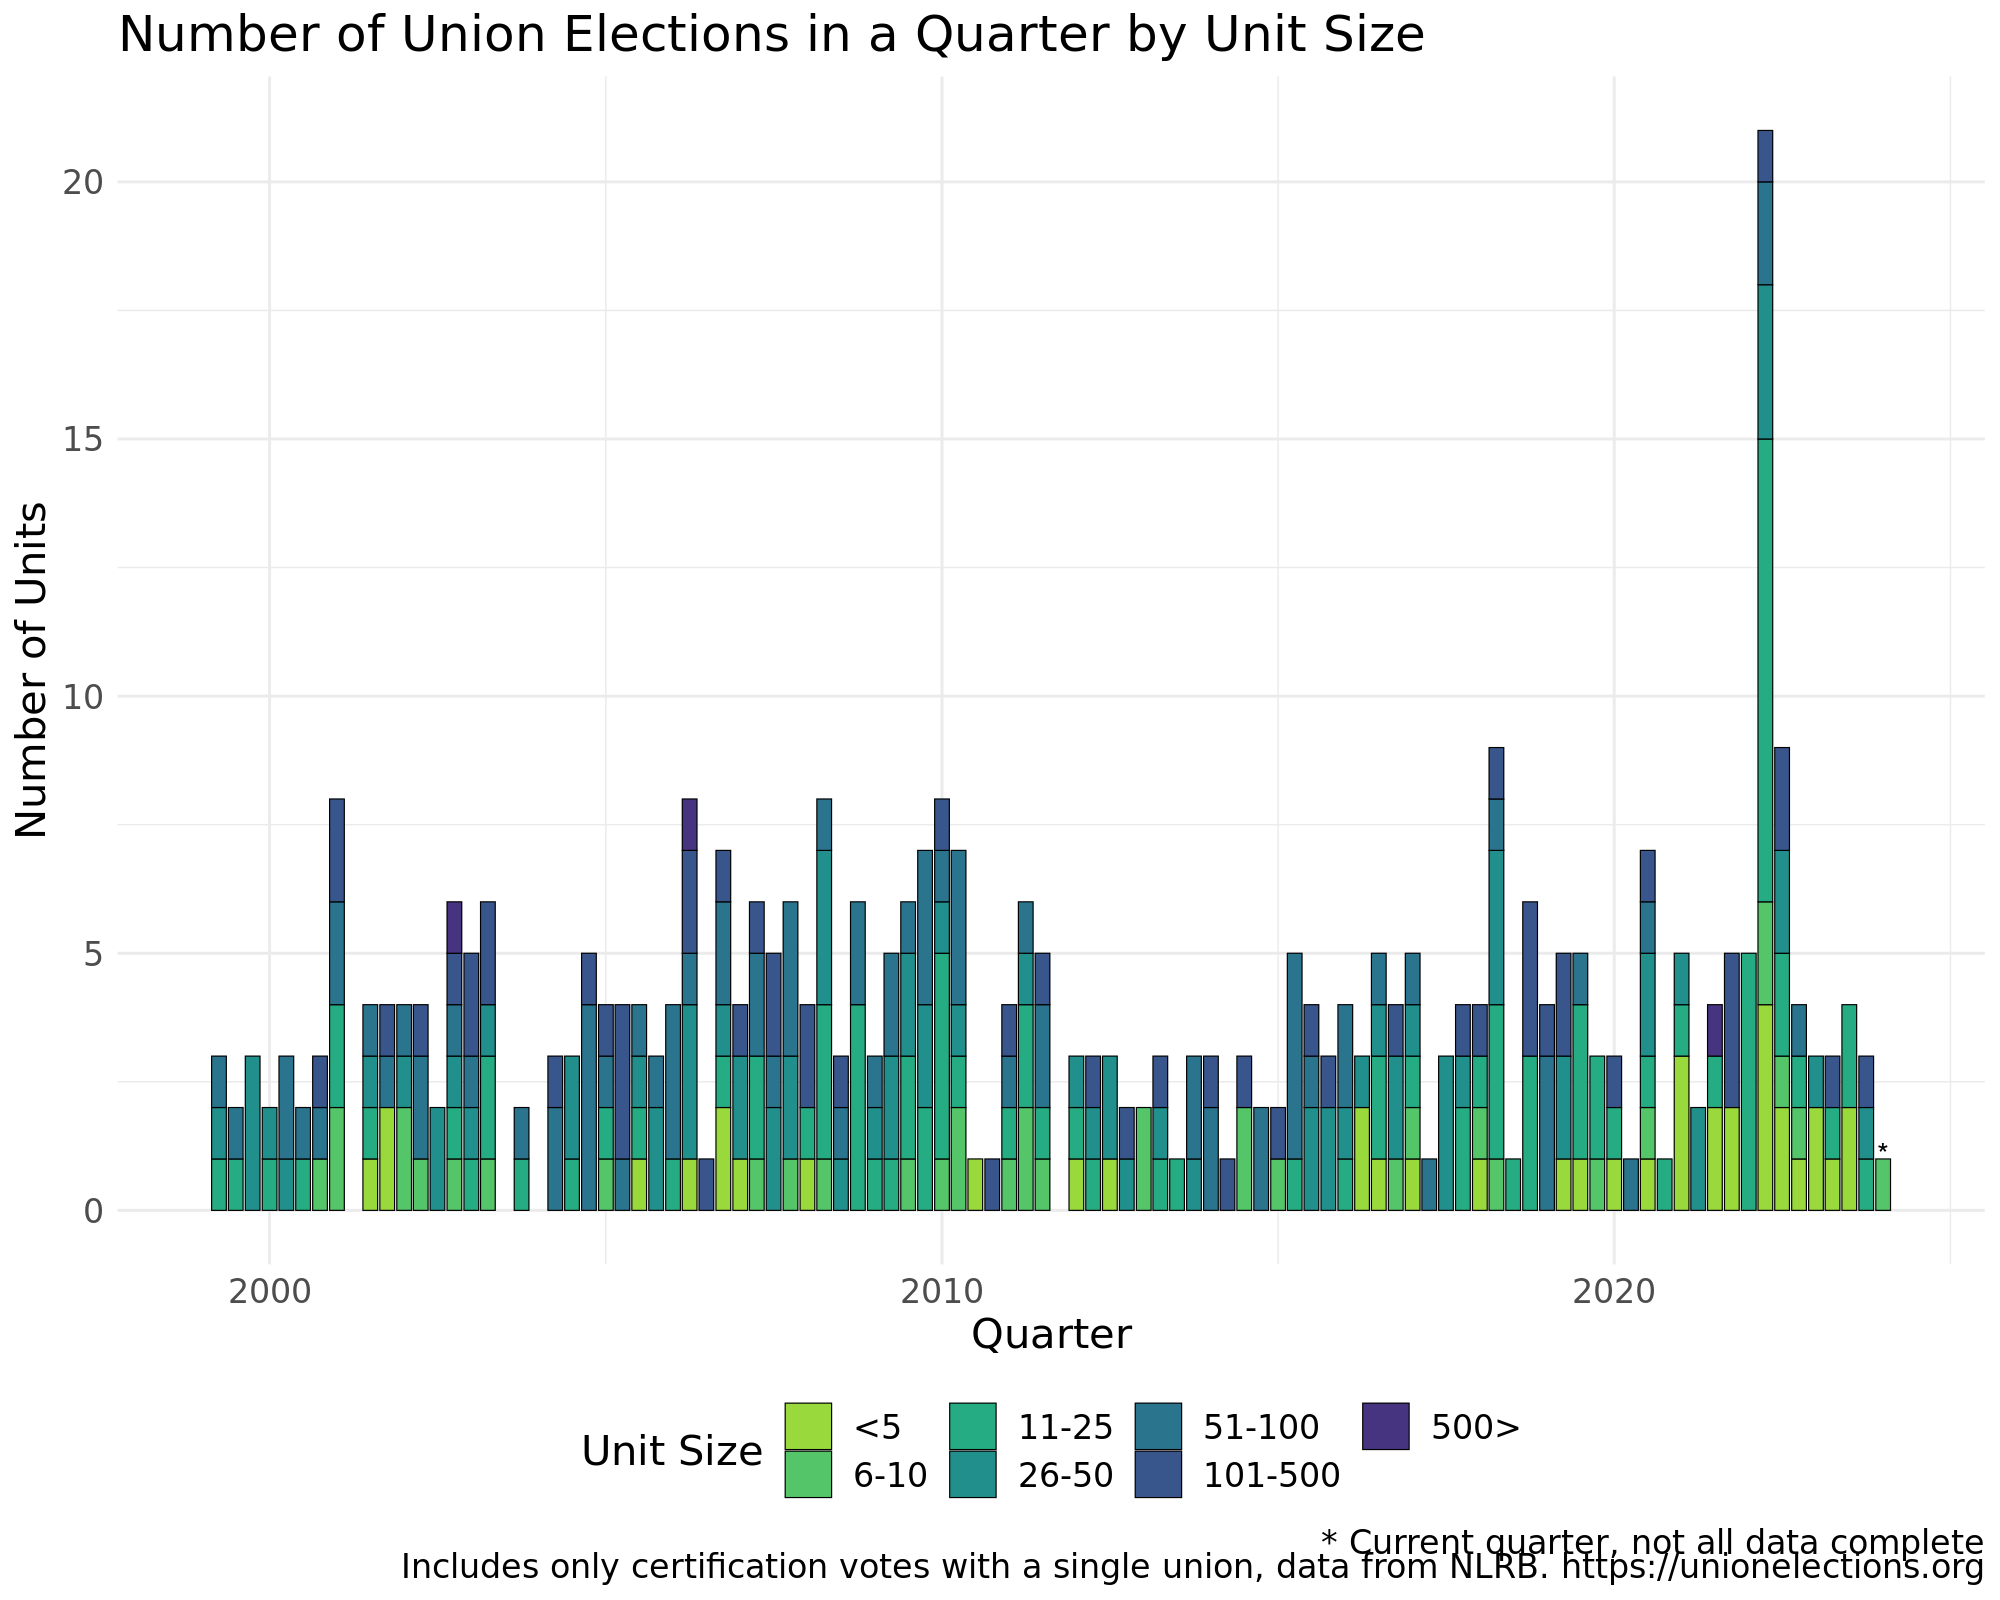 Number of Union Elections in a Quarter by Unit Size
Number of Units
20
15
10
5
0
*
2000 2010 2020
Quarter
Unit Size
<5 11-25 51-100 500>
6-10 26-50 101-500
* Current quarter, not all data complete
Includes only certification votes with a single union, data from NLRB. https://unionelections.org